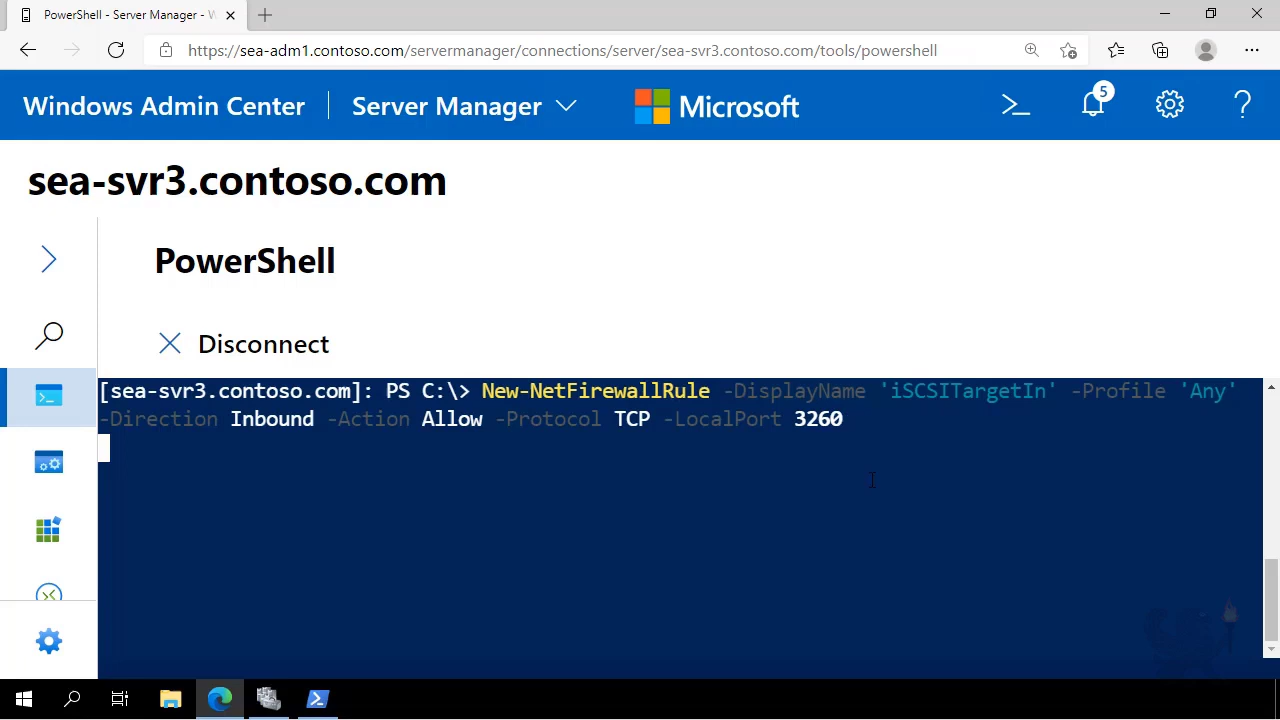 PowerShell - Server Manager - W
https://sea-adm1.contoso.com/servermanager/connections/server/sea-svr3.contoso.com/tools/powershell
Windows Admin Center
Server Manager
Microsoft
5
sea-svr3.contoso.com
PowerShell
Disconnect
[sea-svr3.contoso.com]: PS C:\> New-NetFirewallRule -DisplayName 'iSCSITargetIn' -Profile 'Any'
-Direction Inbound -Action Allow -Protocol TCP -LocalPort 3260